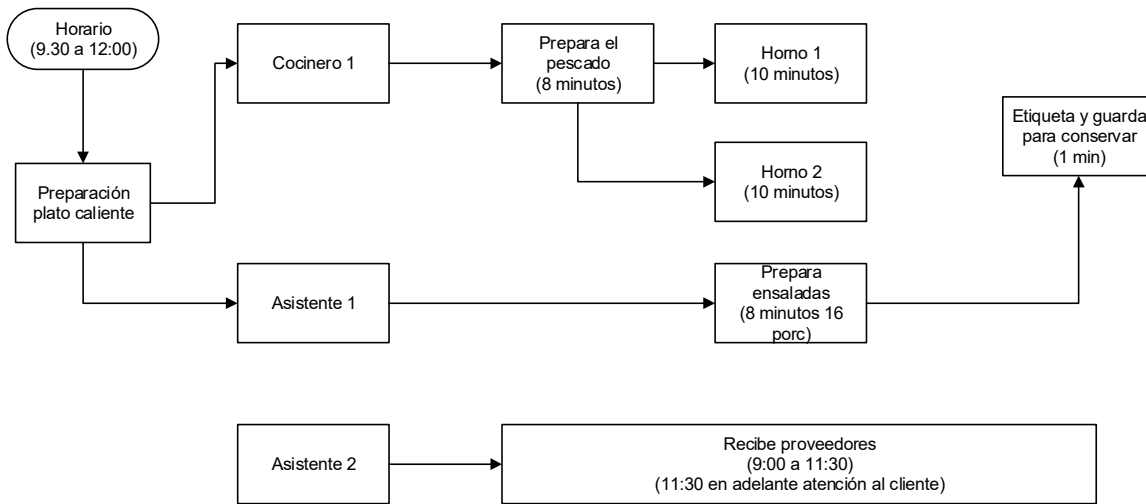 Horario
(9.30 a 12:00)
Cocinero 1
Prepara el
pescado
(8 minutos)
Horno 1
(10 minutos)
Etiqueta y guarda
para conservar
(1 min)
Preparación
plato caliente
Horno 2
(10 minutos)
Asistente 1
Prepara
ensaladas
(8 minutos 16
porc)
Asistente 2
Recibe proveedores
(9:00 a 11:30)
(11:30 en adelante atención al cliente)